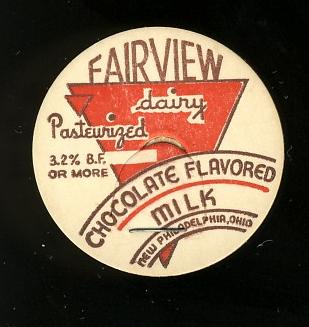 FAIRVIEW
dairy
Pasteurized
3.2% B.F.
OR MORE
CHOCOLATE FLAVORED
MILK
NEW PHILADELPHIA, OHIO